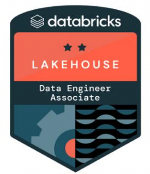 databricks
LAKEHOUSE
Data Engineer
Associate